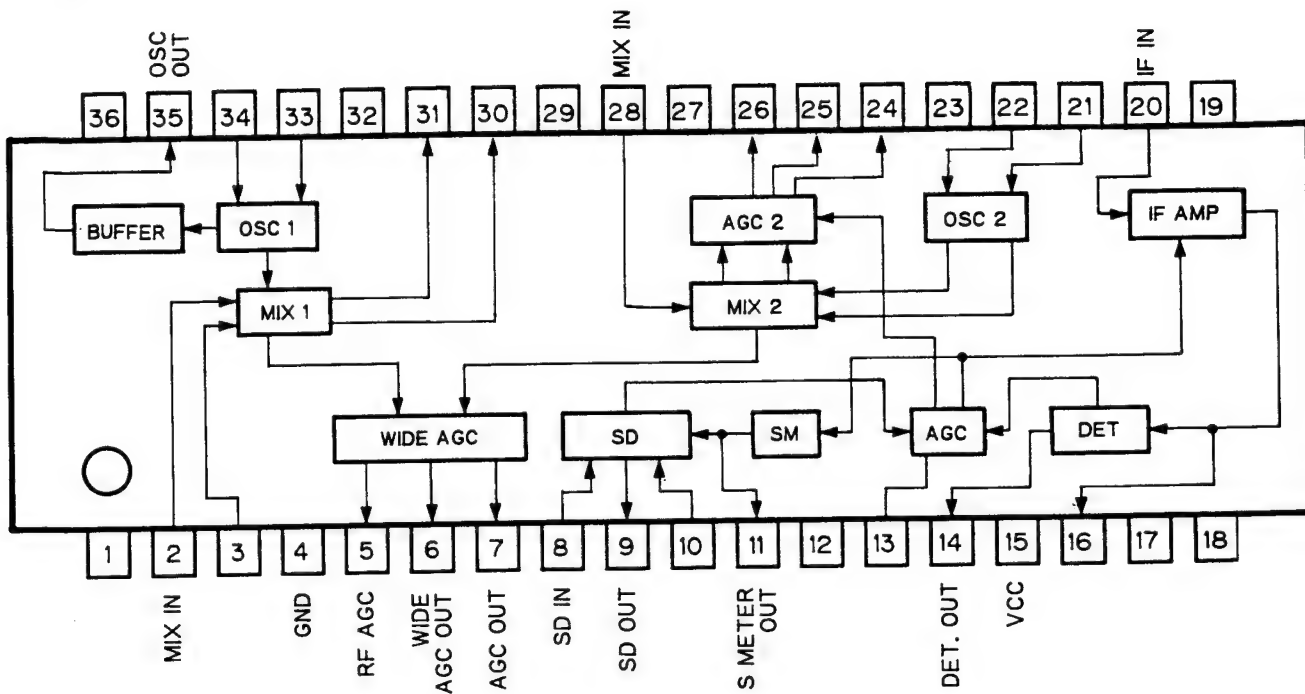 OSC
OUT
MIX IN
IF IN
36 35 34 33 32 31 30 29 28 27 26 25 24 23 22 21 20 19
BUFFER
OSC 1
AGC 2
OSC 2
IF AMP
MIX 1
MIX 2
WIDE AGC
SD
SM
AGC
DET
1 2 3 4 5 6 7 8 9 10 11 12 13 14 15 16 17 18
MIX IN
GND
RF AGC
WIDE
AGC OUT
AGC OUT
SD IN
SD OUT
S METER
OUT
DET. OUT
VCC